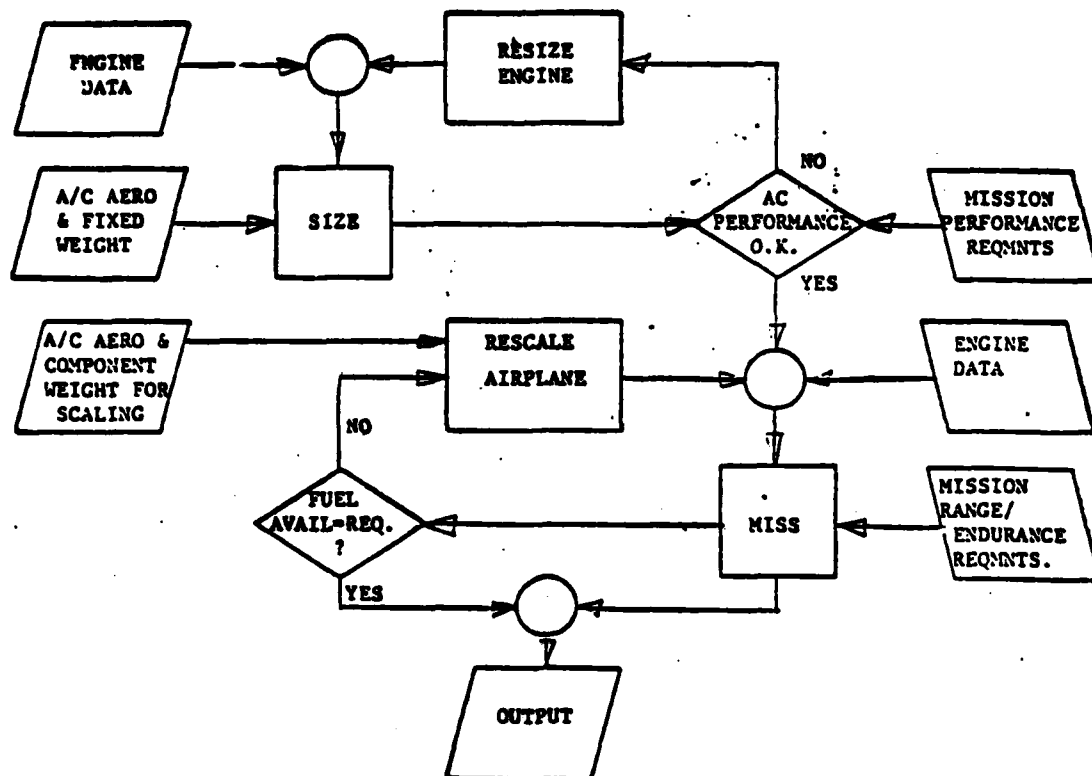 ENGINE
DATA
RESIZE
ENGINE
A/C AERO
& FIXED
WEIGHT
SIZE
NO
AC
PERFORMANCE
O.K.
YES
MISSION
PERFORMANCE
REQMNTS
A/C AERO &
COMPONENT
WEIGHT FOR
SCALING
RESCALE
AIRPLANE
ENGINE
DATA
NO
FUEL
AVAIL=REQ.
?
YES
MISS
MISSION
RANGE/
ENDURANCE
REQMNTS.
OUTPUT